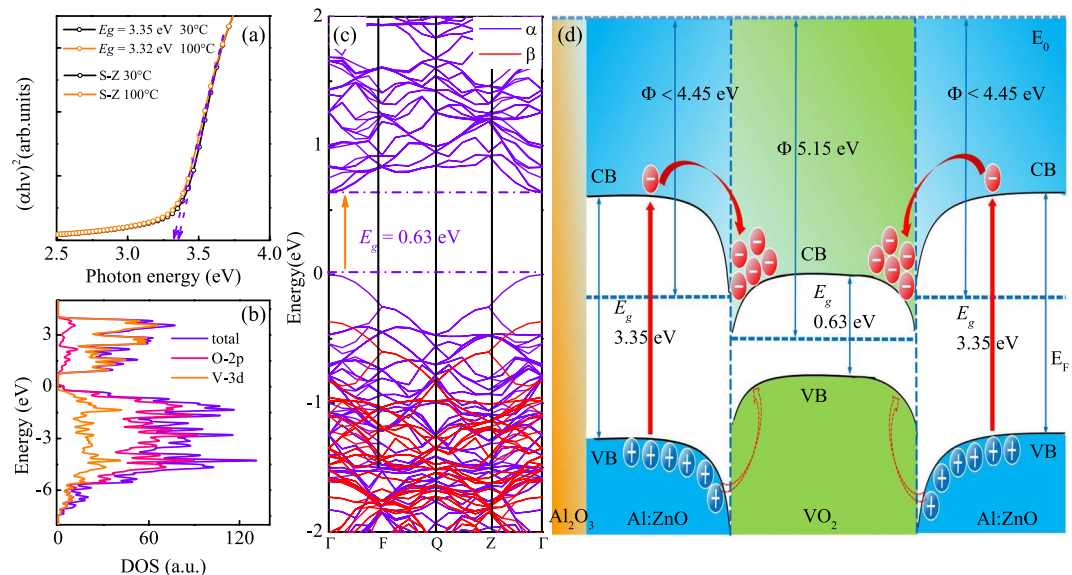 (a)
Eg = 3.35 eV 30°C
Eg = 3.32 eV 100°C
S-Z 30°C
S-Z 100°C
(αhν)²(arb.units)
2.5 3.0 3.5 4.0
Photon energy (eV)
(b)
total
O-2p
V-3d
3
0
-3
-6
Energy (eV)
0 60 120
DOS (a.u.)
(c)
α
β
2
1
0
-1
-2
Energy(eV)
Eg = 0.63 eV
Γ F Q Z Γ
(d)
E0
Φ < 4.45 eV
Φ < 4.45 eV
Φ 5.15 eV
CB
CB
CB
Eg
3.35 eV
Eg
0.63 eV
Eg
3.35 eV
EF
VB
VB
VB
Al2O3
Al:ZnO
VO2
Al:ZnO